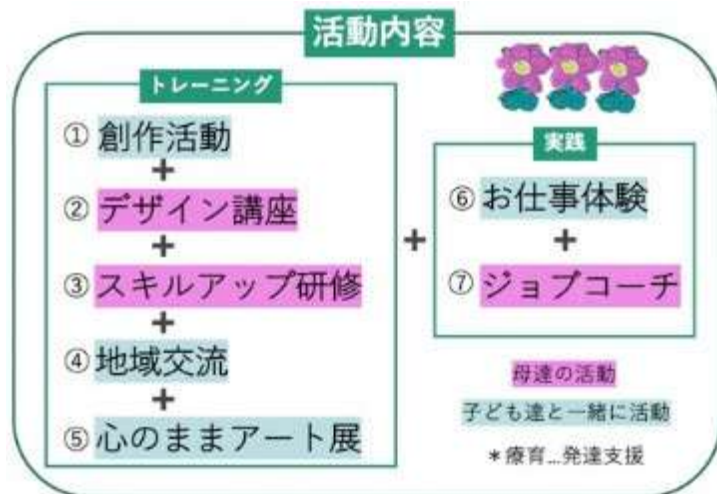 活動内容
トレーニング
① 創作活動
+
② デザイン講座
+
③ スキルアップ研修
+
④ 地域交流
+
⑤ 心のままアート展
+
実践
⑥ お仕事体験
+
⑦ ジョブコーチ
母達の活動
子ども達と一緒に活動
*療育…発達支援